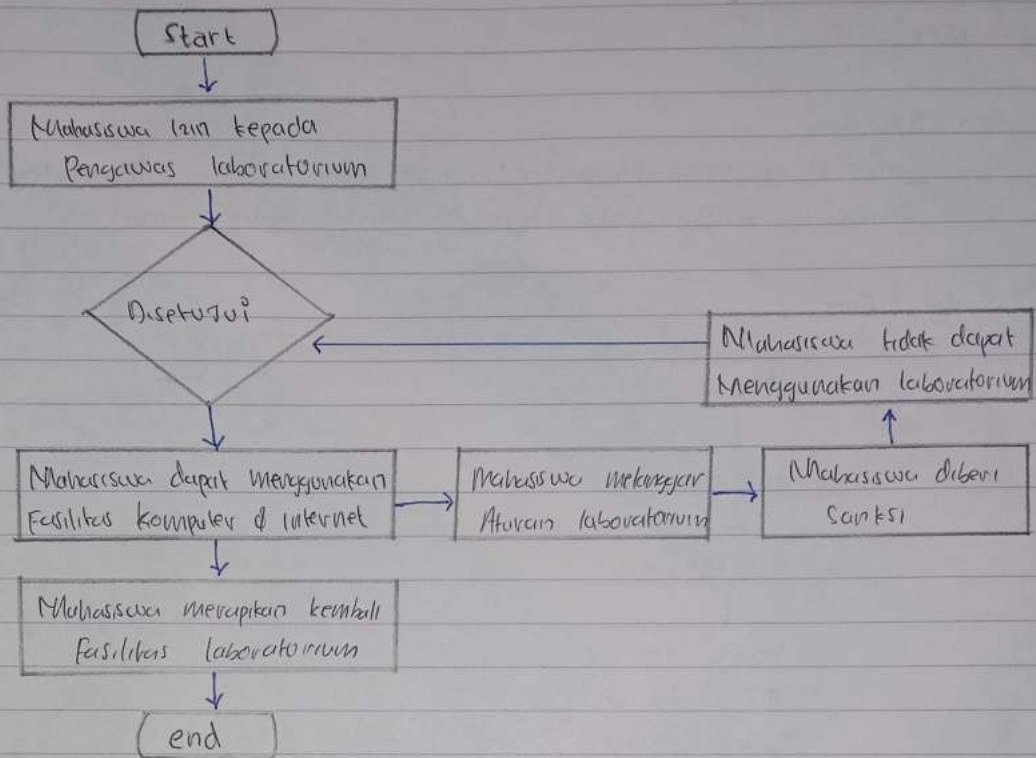 Start
Mahasiswa izin kepada
Pengawas laboratorium
Disetujui
Mahasiswa tidak dapat
Menggunakan laboratorium
Mahasiswa dapat menggunakan
Fasilitas komputer & internet
Mahasiswa melanggar
Aturan laboratorium
Mahasiswa diberi
Sanksi
Mahasiswa merapikan kembali
Fasilitas laboratorium
end